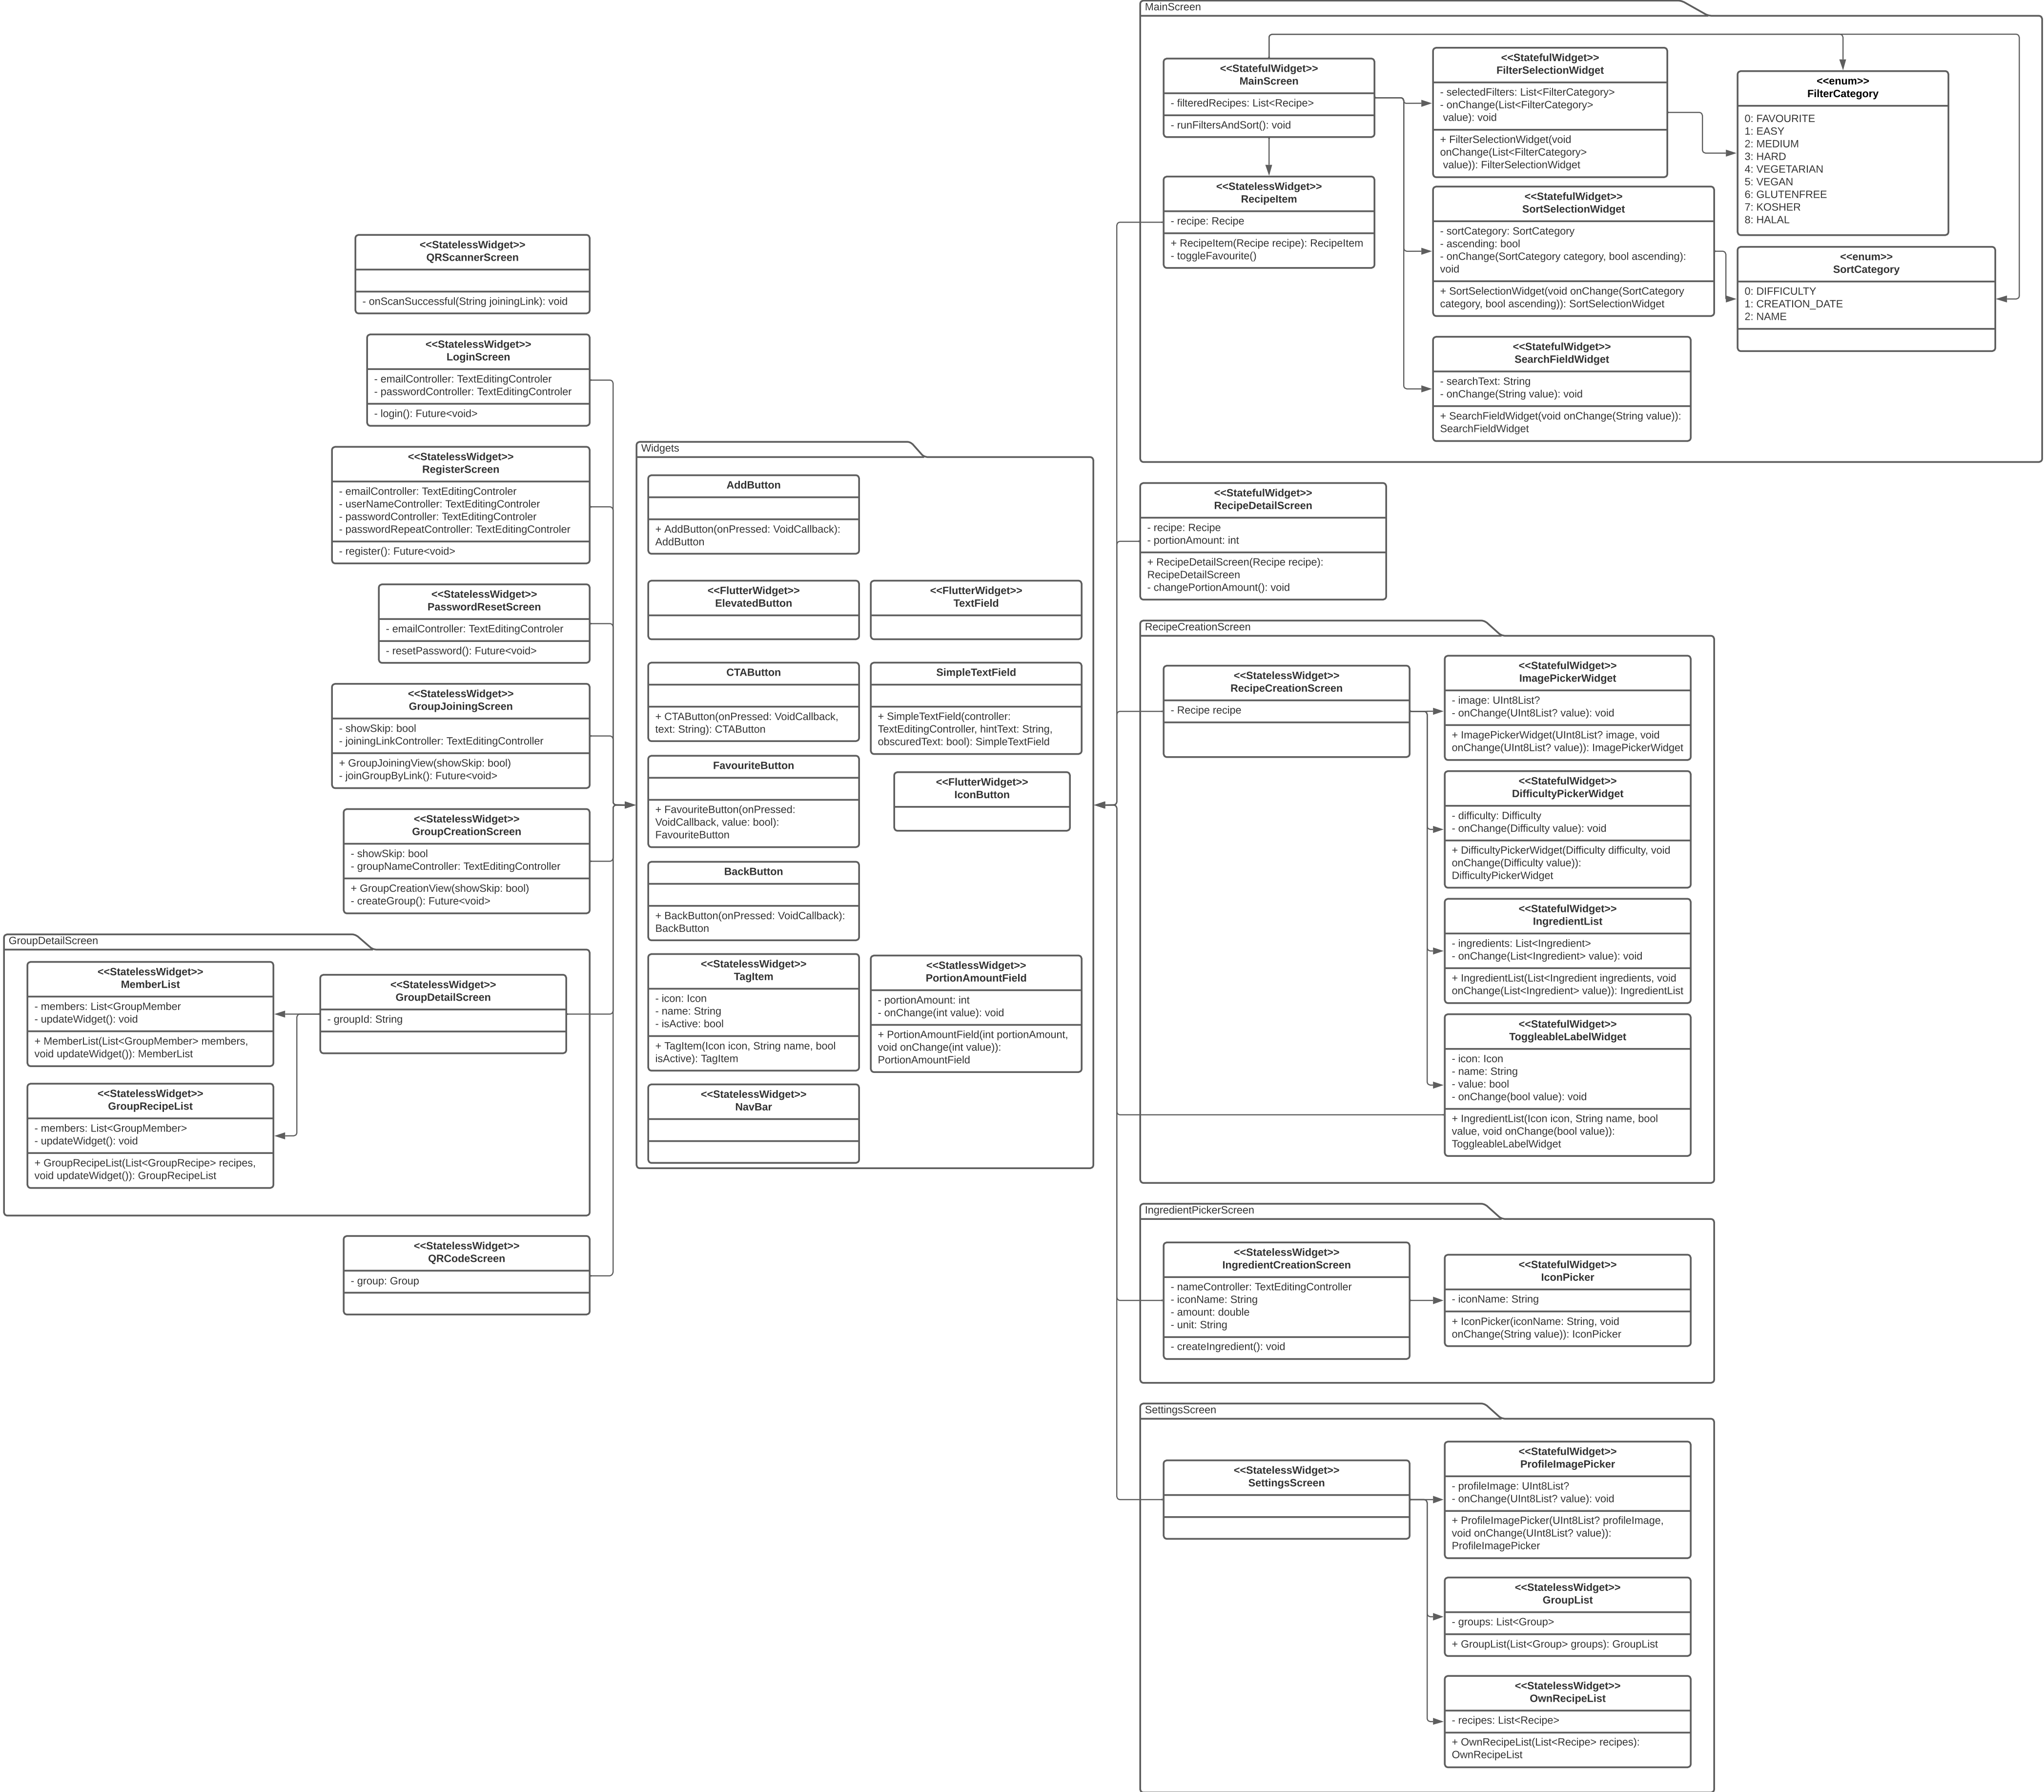 <<StatelessWidget>>
QRScannerScreen
- onScanSuccessful(String joiningLink): void
<<StatelessWidget>>
LoginScreen
- emailController: TextEditingControler
- passwordController: TextEditingControler
- login(): Future<void>
<<StatelessWidget>>
RegisterScreen
- emailController: TextEditingControler
- userNameController: TextEditingControler
- passwordController: TextEditingControler
- passwordRepeatController: TextEditingControler
- register(): Future<void>
<<StatelessWidget>>
PasswordResetScreen
- emailController: TextEditingControler
- resetPassword(): Future<void>
<<StatelessWidget>>
GroupJoiningScreen
- showSkip: bool
- joiningLinkController: TextEditingController
+ GroupJoiningView(showSkip: bool)
- joinGroupByLink(): Future<void>
<<StatelessWidget>>
GroupCreationScreen
- showSkip: bool
- groupNameController: TextEditingController
+ GroupCreationView(showSkip: bool)
- createGroup(): Future<void>
GroupDetailScreen
<<StatelessWidget>>
MemberList
- members: List<GroupMember
- updateWidget(): void
+ MemberList(List<GroupMember> members,
void updateWidget()): MemberList
<<StatelessWidget>>
GroupDetailScreen
- groupId: String
<<StatelessWidget>>
GroupRecipeList
- members: List<GroupMember>
- updateWidget(): void
+ GroupRecipeList(List<GroupRecipe> recipes,
void updateWidget()): GroupRecipeList
<<StatelessWidget>>
QRCodeScreen
- group: Group
Widgets
AddButton
+ AddButton(onPressed: VoidCallback):
AddButton
<<FlutterWidget>>
ElevatedButton
<<FlutterWidget>>
TextField
CTAButton
+ CTAButton(onPressed: VoidCallback,
text: String): CTAButton
SimpleTextField
+ SimpleTextField(controller:
TextEditingController, hintText: String,
obscuredText: bool): SimpleTextField
FavouriteButton
+ FavouriteButton(onPressed:
VoidCallback, value: bool):
FavouriteButton
<<FlutterWidget>>
IconButton
BackButton
+ BackButton(onPressed: VoidCallback):
BackButton
<<StatelessWidget>>
TagItem
- icon: Icon
- name: String
- isActive: bool
+ TagItem(Icon icon, String name, bool
isActive): TagItem
<<StatlessWidget>>
PortionAmountField
- portionAmount: int
- onChange(int value): void
+ PortionAmountField(int portionAmount,
void onChange(int value)):
PortionAmountField
<<StatelessWidget>>
NavBar
MainScreen
<<StatefulWidget>>
MainScreen
- filteredRecipes: List<Recipe>
- runFiltersAndSort(): void
<<StatelessWidget>>
RecipeItem
- recipe: Recipe
+ RecipeItem(Recipe recipe): RecipeItem
- toggleFavourite()
<<StatefulWidget>>
FilterSelectionWidget
- selectedFilters: List<FilterCategory>
- onChange(List<FilterCategory>
value): void
+ FilterSelectionWidget(void
onChange(List<FilterCategory>
value)): FilterSelectionWidget
<<StatefulWidget>>
SortSelectionWidget
- sortCategory: SortCategory
- ascending: bool
- onChange(SortCategory category, bool ascending):
void
+ SortSelectionWidget(void onChange(SortCategory
category, bool ascending)): SortSelectionWidget
<<StatefulWidget>>
SearchFieldWidget
- searchText: String
- onChange(String value): void
+ SearchFieldWidget(void onChange(String value)):
SearchFieldWidget
<<enum>>
FilterCategory
0: FAVOURITE
1: EASY
2: MEDIUM
3: HARD
4: VEGETARIAN
5: VEGAN
6: GLUTENFREE
7: KOSHER
8: HALAL
<<enum>>
SortCategory
0: DIFFICULTY
1: CREATION_DATE
2: NAME
<<StatefulWidget>>
RecipeDetailScreen
- recipe: Recipe
- portionAmount: int
+ RecipeDetailScreen(Recipe recipe):
RecipeDetailScreen
- changePortionAmount(): void
RecipeCreationScreen
<<StatelessWidget>>
RecipeCreationScreen
- Recipe recipe
<<StatefulWidget>>
ImagePickerWidget
- image: UInt8List?
- onChange(UInt8List? value): void
+ ImagePickerWidget(UInt8List? image, void
onChange(UInt8List? value)): ImagePickerWidget
<<StatefulWidget>>
DifficultyPickerWidget
- difficulty: Difficulty
- onChange(Difficulty value): void
+ DifficultyPickerWidget(Difficulty difficulty, void
onChange(Difficulty value)):
DifficultyPickerWidget
<<StatefulWidget>>
IngredientList
- ingredients: List<Ingredient>
- onChange(List<Ingredient> value): void
+ IngredientList(List<Ingredient ingredients, void
onChange(List<Ingredient> value)): IngredientList
<<StatefulWidget>>
ToggleableLabelWidget
- icon: Icon
- name: String
- value: bool
- onChange(bool value): void
+ IngredientList(Icon icon, String name, bool
value, void onChange(bool value)):
ToggleableLabelWidget
IngredientPickerScreen
<<StatelessWidget>>
IngredientCreationScreen
- nameController: TextEditingController
- iconName: String
- amount: double
- unit: String
- createIngredient(): void
<<StatefulWidget>>
IconPicker
- iconName: String
+ IconPicker(iconName: String, void
onChange(String value)): IconPicker
SettingsScreen
<<StatelessWidget>>
SettingsScreen
<<StatefulWidget>>
ProfileImagePicker
- profileImage: UInt8List?
- onChange(UInt8List? value): void
+ ProfileImagePicker(UInt8List? profileImage,
void onChange(UInt8List? value)):
ProfileImagePicker
<<StatelessWidget>>
GroupList
- groups: List<Group>
+ GroupList(List<Group> groups): GroupList
<<StatelessWidget>>
OwnRecipeList
- recipes: List<Recipe>
+ OwnRecipeList(List<Recipe> recipes):
OwnRecipeList